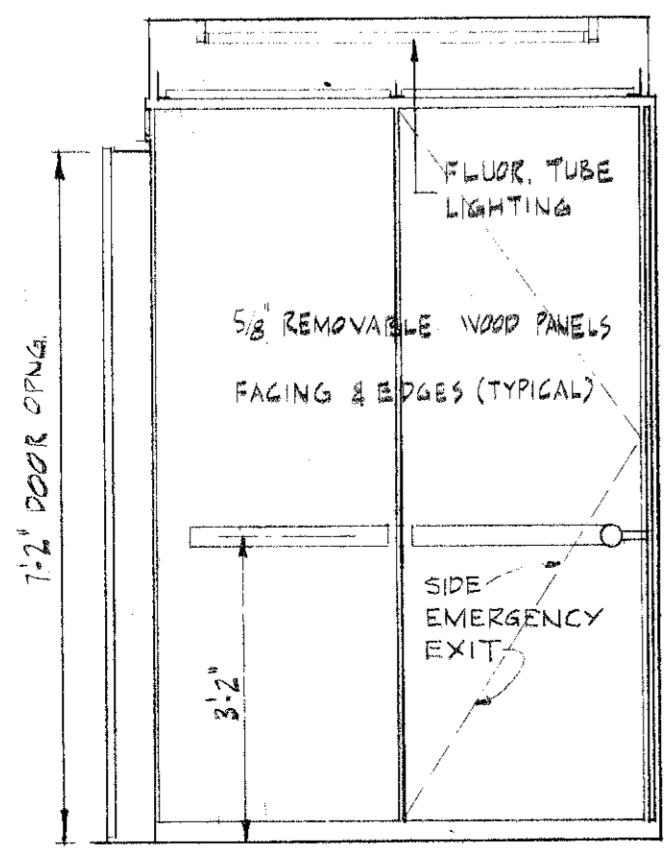 FLUOR. TUBE
LIGHTING
5/8" REMOVABLE WOOD PANELS
FACING & EDGES (TYPICAL)
7'-2" DOOR OPNG.
SIDE
EMERGENCY
EXIT
3'-2"